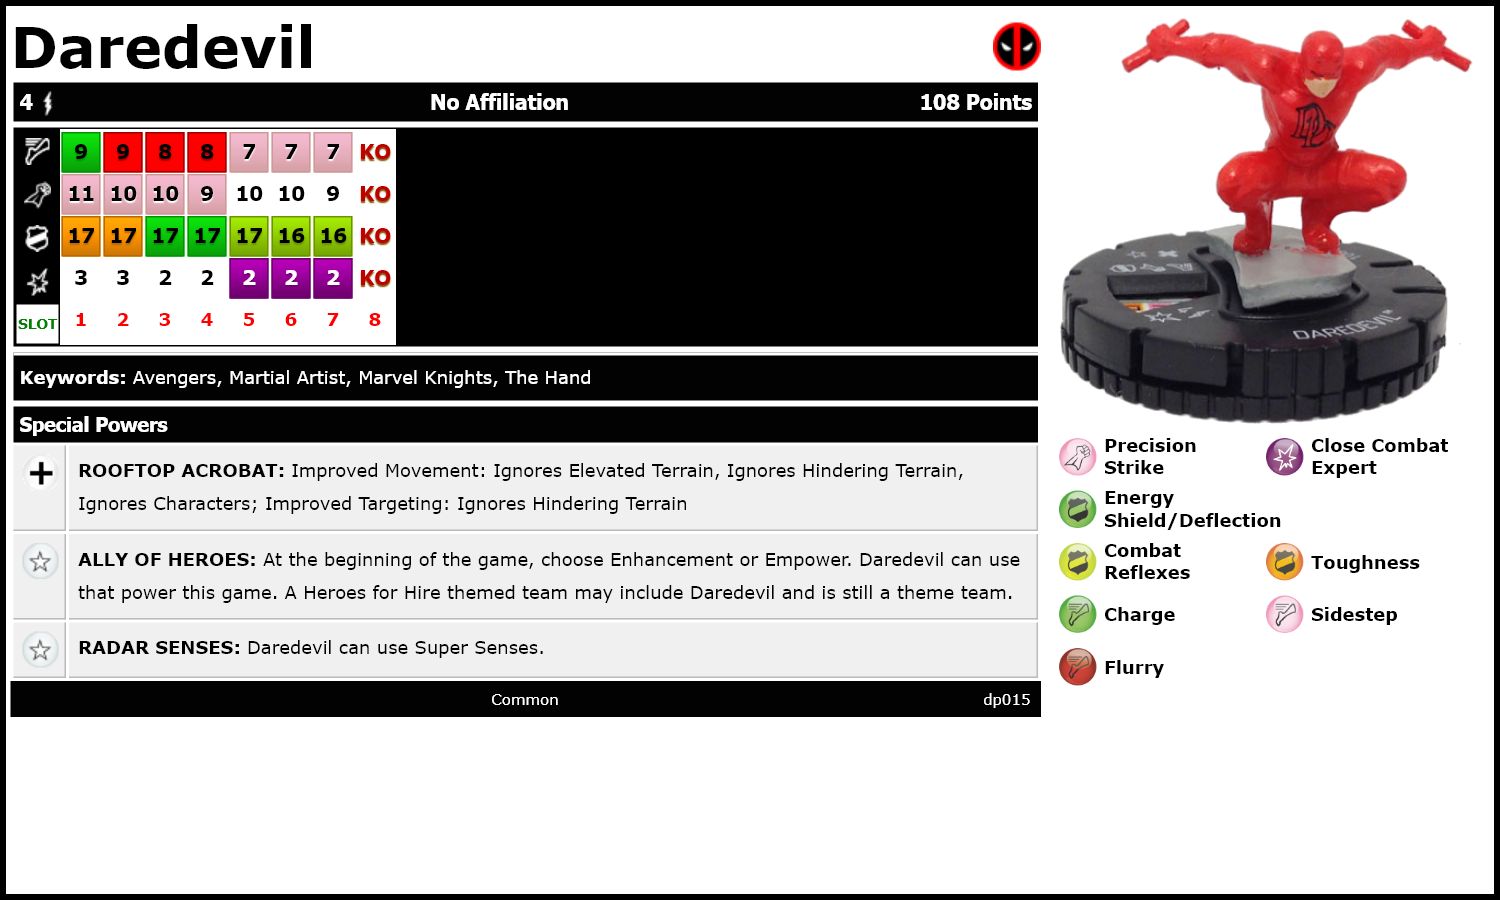 Daredevil
4 No Affiliation 108 Points
9 9 8 8 7 7 7 KO
11 10 10 9 10 10 9 KO
17 17 17 17 17 16 16 KO
3 3 2 2 2 2 2 KO
SLOT 1 2 3 4 5 6 7 8
Keywords: Avengers, Martial Artist, Marvel Knights, The Hand
Special Powers
ROOFTOP ACROBAT: Improved Movement: Ignores Elevated Terrain, Ignores Hindering Terrain,
Ignores Characters; Improved Targeting: Ignores Hindering Terrain
ALLY OF HEROES: At the beginning of the game, choose Enhancement or Empower. Daredevil can use
that power this game. A Heroes for Hire themed team may include Daredevil and is still a theme team.
RADAR SENSES: Daredevil can use Super Senses.
Common dp015
DD
DAREDEVIL™
Precision
Strike
Close Combat
Expert
Energy
Shield/Deflection
Combat
Reflexes
Toughness
Charge
Sidestep
Flurry